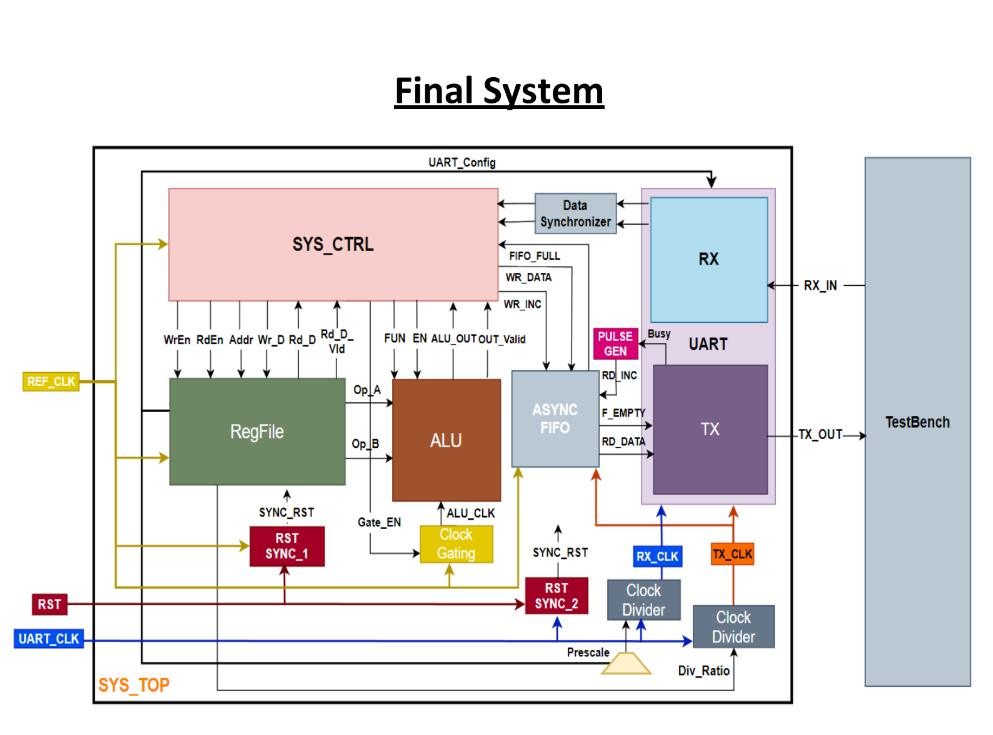 Final System
UART_Config
Data
Synchronizer
SYS_CTRL
RX
FIFO_FULL
WR_DATA
RX_IN
WR_INC
WrEn RdEn Addr Wr_D Rd_D Rd_D_
Vld
FUN EN ALU_OUT OUT_Valid
PULSE
GEN
Busy
UART
REF_CLK
RD_INC
Op_A
ASYNC
FIFO
F_EMPTY
RegFile
ALU
TX
TX_OUT
TestBench
Op_B
RD_DATA
SYNC_RST
ALU_CLK
Gate_EN
RST
SYNC_1
Clock
Gating
SYNC_RST
RX_CLK
TX_CLK
RST
RST
SYNC_2
Clock
Divider
Clock
Divider
UART_CLK
Prescale
Div_Ratio
SYS_TOP